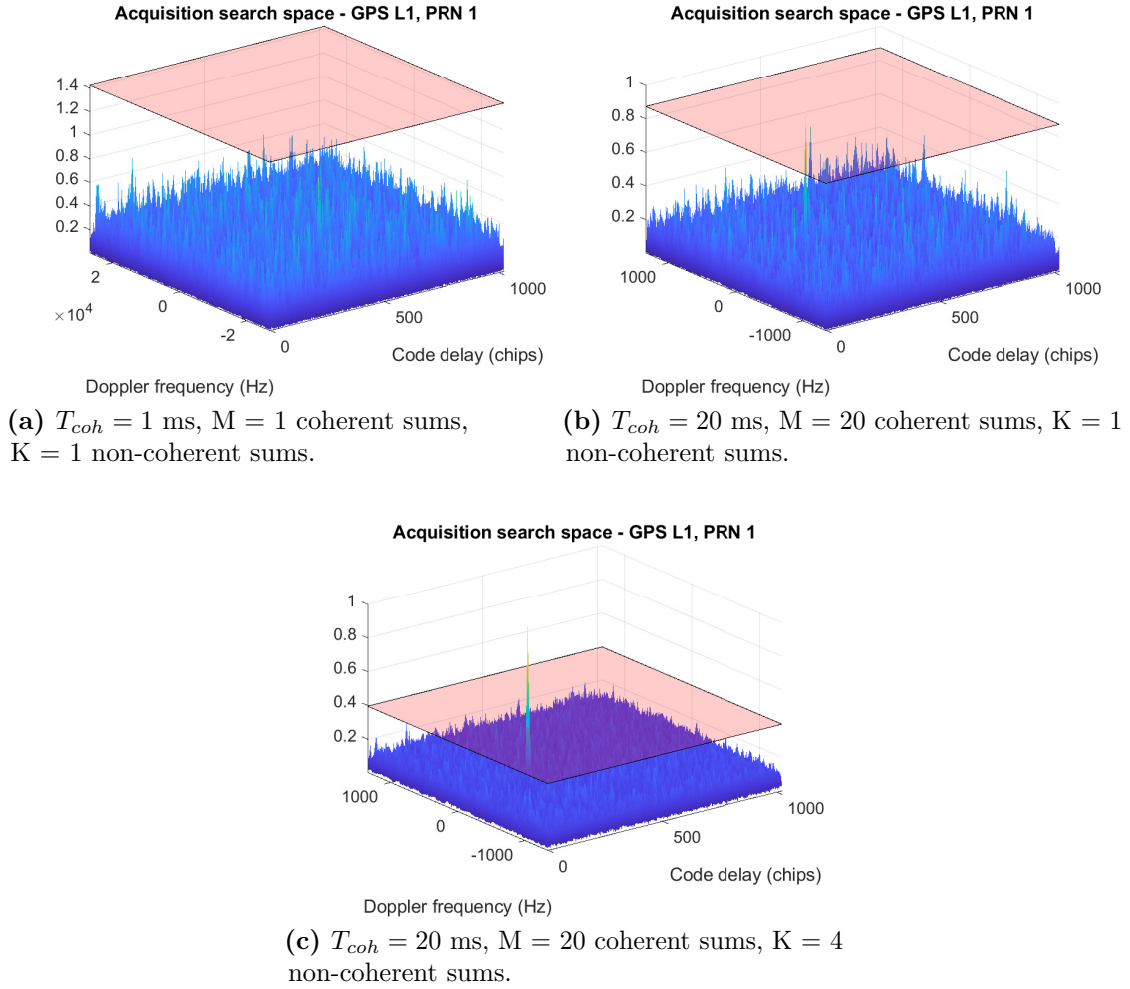 Acquisition search space - GPS L1, PRN 1
1.4
1.2
1
0.8
0.6
0.4
0.2
2
0
-2
× 10⁴
0
500
1000
Code delay (chips)
Doppler frequency (Hz)
(a) T_coh = 1 ms, M = 1 coherent sums,
K = 1 non-coherent sums.
Acquisition search space - GPS L1, PRN 1
1
0.8
0.6
0.4
0.2
1000
0
-1000
0
500
1000
Code delay (chips)
Doppler frequency (Hz)
(b) T_coh = 20 ms, M = 20 coherent sums, K = 1
non-coherent sums.
Acquisition search space - GPS L1, PRN 1
1
0.8
0.6
0.4
0.2
1000
0
-1000
0
500
1000
Code delay (chips)
Doppler frequency (Hz)
(c) T_coh = 20 ms, M = 20 coherent sums, K = 4
non-coherent sums.